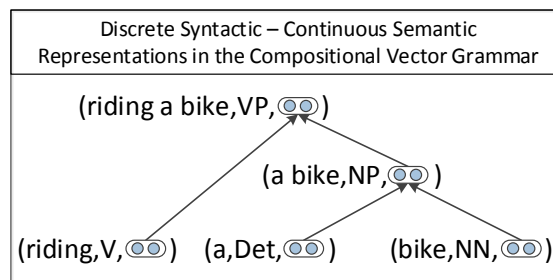 Discrete Syntactic – Continuous Semantic
Representations in the Compositional Vector Grammar
(riding a bike,VP, )
(a bike,NP, )
(riding,V, ) (a,Det, ) (bike,NN, )